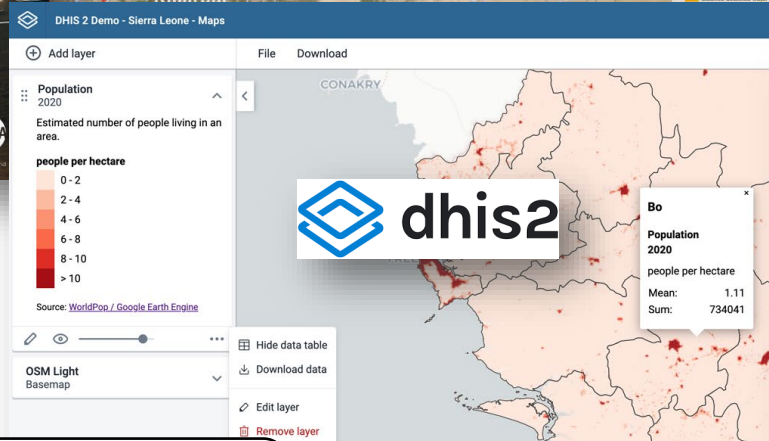 DHIS 2 Demo - Sierra Leone - Maps
Add layer
File Download
Population
2020
Estimated number of people living in an
area.
people per hectare
0 - 2
2 - 4
4 - 6
6 - 8
8 - 10
> 10
Source: WorldPop / Google Earth Engine
OSM Light
Basemap
Hide data table
Download data
Edit layer
Remove layer
CONAKRY
dhis2
Bo
Population
2020
people per hectare
Mean: 1.11
Sum: 734041